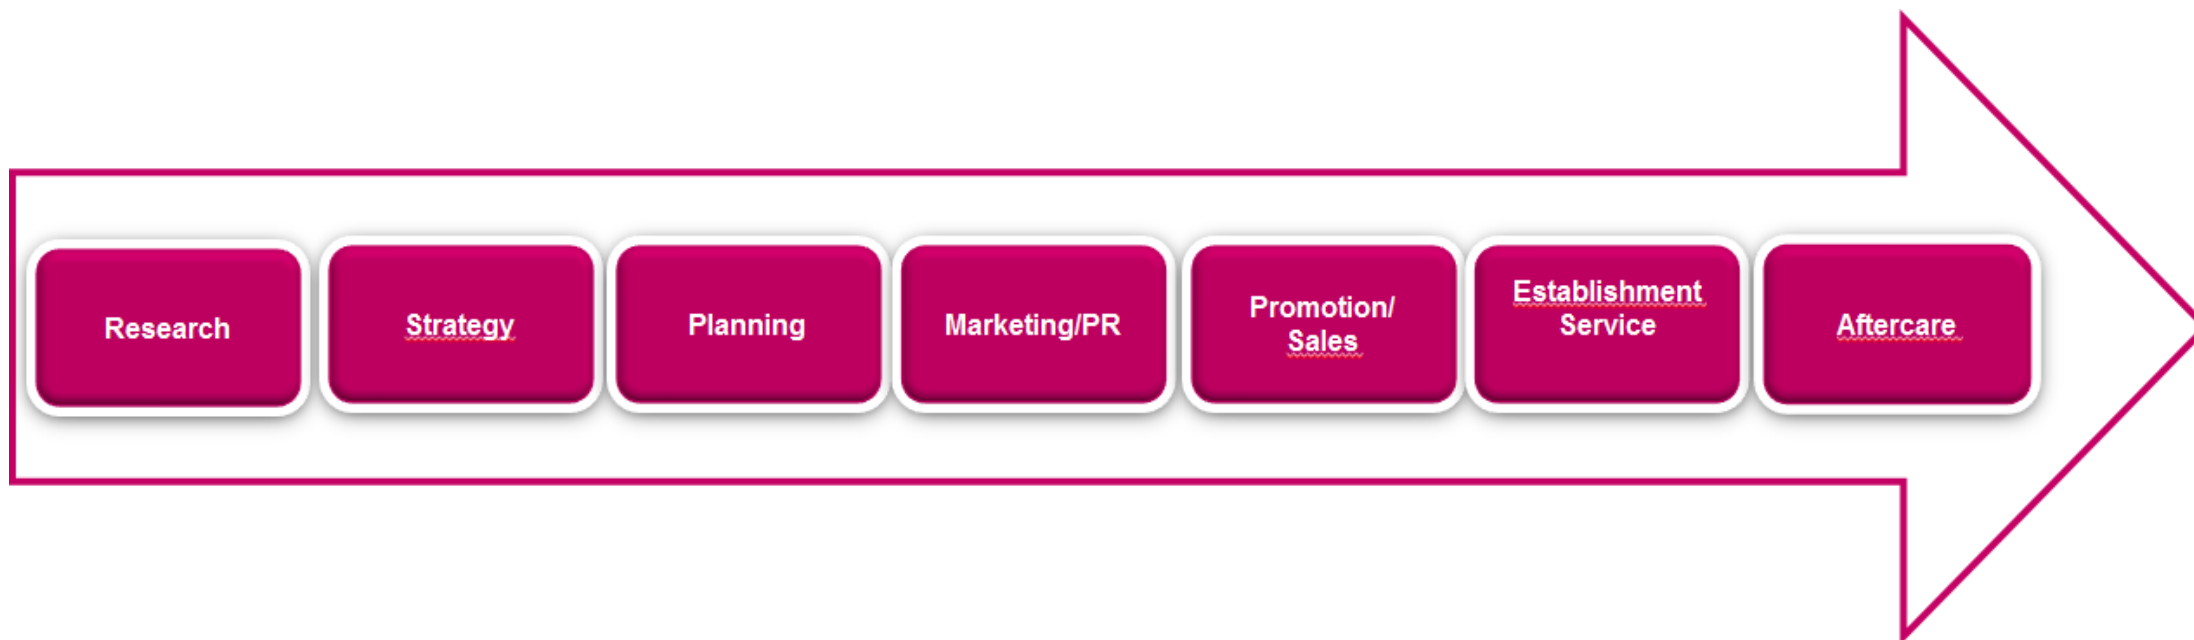 Research
Strategy
Planning
Marketing/PR
Promotion/
Sales
Establishment
Service
Aftercare